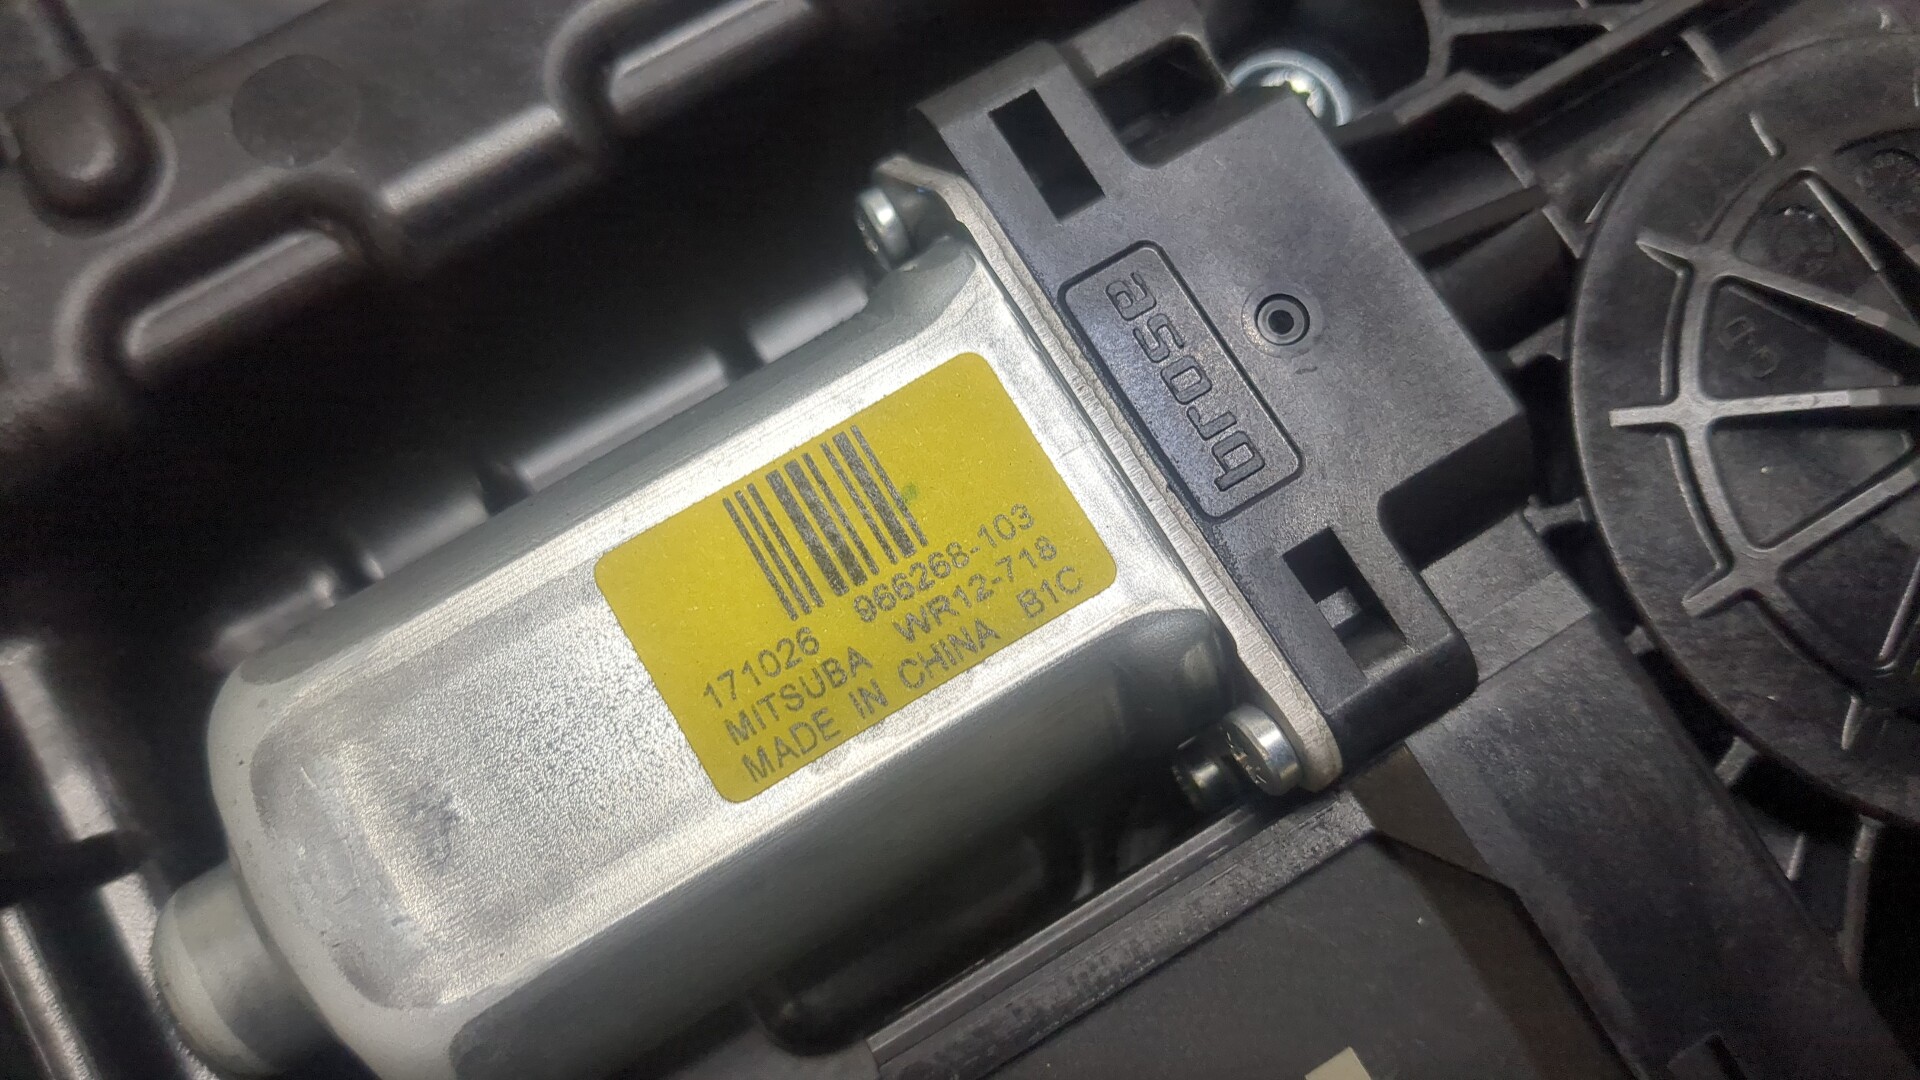 brose
171026 966268-103
MITSUBA WR12-718
MADE IN CHINA B1C